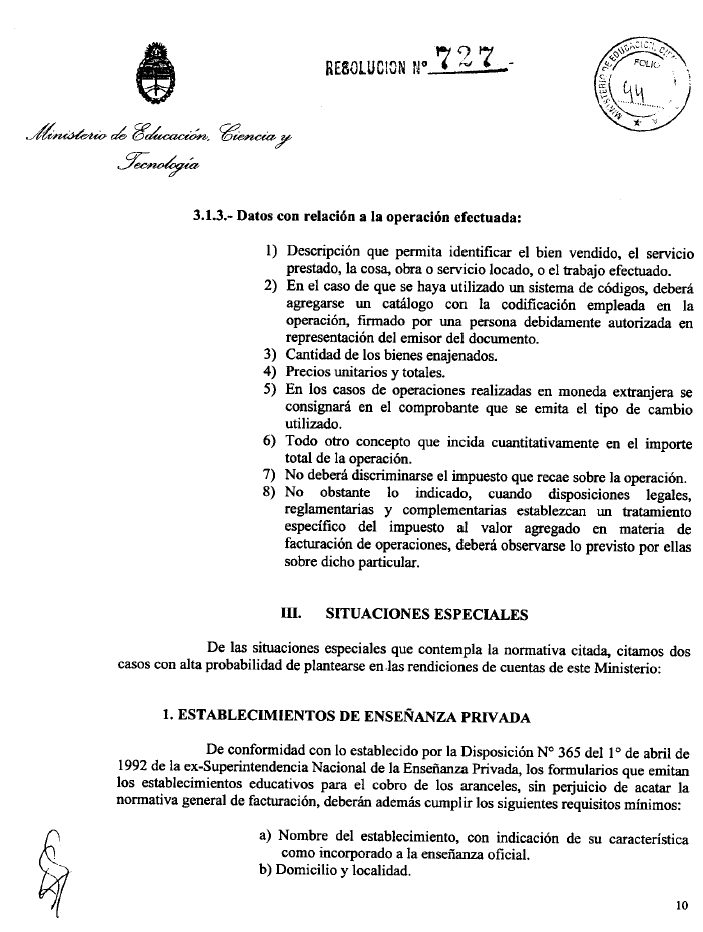 RESOLUCION Nº 727 -
MINISTERIO DE EDUCACION, CIE
FOLIO
44
Ministerio de Educación, Ciencia y
Tecnología
3.1.3.- Datos con relación a la operación efectuada:
1) Descripción que permita identificar el bien vendido, el servicio
prestado, la cosa, obra o servicio locado, o el trabajo efectuado.
2) En el caso de que se haya utilizado un sistema de códigos, deberá
agregarse un catálogo con la codificación empleada en la
operación, firmado por una persona debidamente autorizada en
representación del emisor del documento.
3) Cantidad de los bienes enajenados.
4) Precios unitarios y totales.
5) En los casos de operaciones realizadas en moneda extranjera se
consignará en el comprobante que se emita el tipo de cambio
utilizado.
6) Todo otro concepto que incida cuantitativamente en el importe
total de la operación.
7) No deberá discriminarse el impuesto que recae sobre la operación.
8) No obstante lo indicado, cuando disposiciones legales,
reglamentarias y complementarias establezcan un tratamiento
específico del impuesto al valor agregado en materia de
facturación de operaciones, deberá observarse lo previsto por ellas
sobre dicho particular.
III. SITUACIONES ESPECIALES
De las situaciones especiales que contempla la normativa citada, citamos dos
casos con alta probabilidad de plantearse en las rendiciones de cuentas de este Ministerio:
1. ESTABLECIMIENTOS DE ENSEÑANZA PRIVADA
De conformidad con lo establecido por la Disposición N° 365 del 1° de abril de
1992 de la ex-Superintendencia Nacional de la Enseñanza Privada, los formularios que emitan
los establecimientos educativos para el cobro de los aranceles, sin perjuicio de acatar la
normativa general de facturación, deberán además cumplir los siguientes requisitos mínimos:
a) Nombre del establecimiento, con indicación de su característica
como incorporado a la enseñanza oficial.
b) Domicilio y localidad.
10